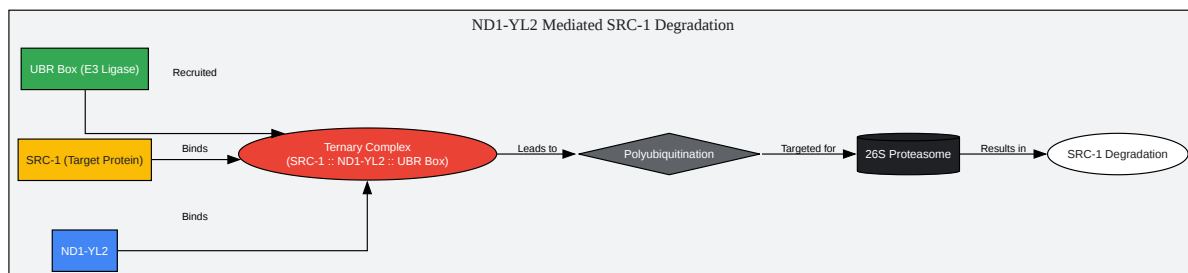 ND1-YL2 Mediated SRC-1 Degradation
UBR Box (E3 Ligase)
Recruited
SRC-1 (Target Protein)
Binds
Ternary Complex
(SRC-1 :: ND1-YL2 :: UBR Box)
Leads to
Polyubiquitination
Targeted for
26S Proteasome
Results in
SRC-1 Degradation
Binds
ND1-YL2